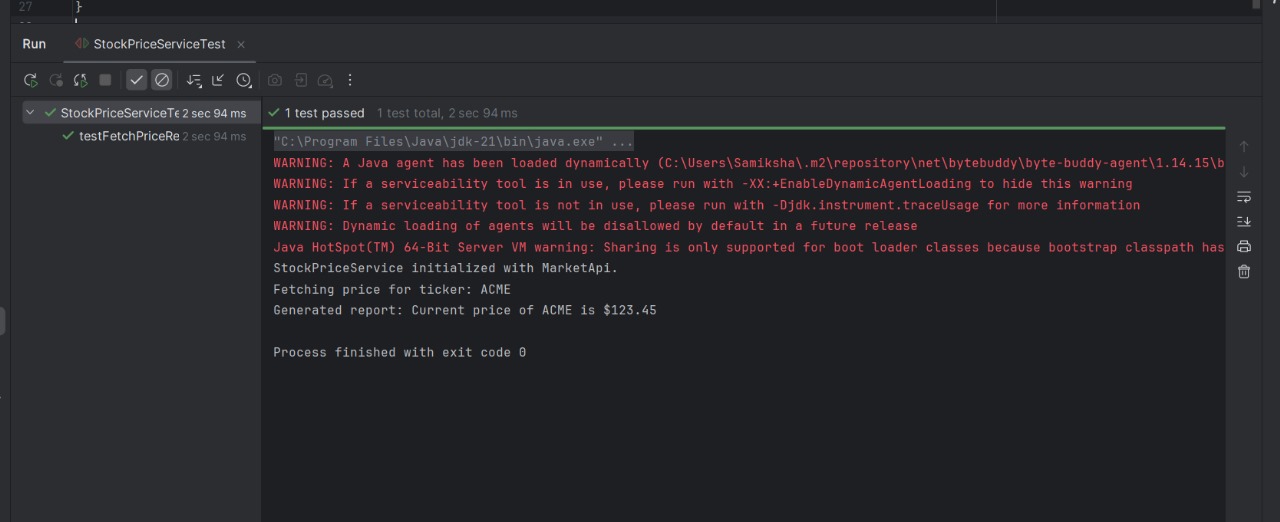 27 }
Run StockPriceServiceTest
StockPriceServiceTe 2 sec 94 ms
testFetchPriceRe 2 sec 94 ms
1 test passed 1 test total, 2 sec 94 ms
"C:\Program Files\Java\jdk-21\bin\java.exe" ...
WARNING: A Java agent has been loaded dynamically (C:\Users\Samiksha\.m2\repository\net\bytebuddy\byte-buddy-agent\1.14.15\b
WARNING: If a serviceability tool is in use, please run with -XX:+EnableDynamicAgentLoading to hide this warning
WARNING: If a serviceability tool is not in use, please run with -Djdk.instrument.traceUsage for more information
WARNING: Dynamic loading of agents will be disallowed by default in a future release
Java HotSpot(TM) 64-Bit Server VM warning: Sharing is only supported for boot loader classes because bootstrap classpath has
StockPriceService initialized with MarketApi.
Fetching price for ticker: ACME
Generated report: Current price of ACME is $123.45
Process finished with exit code 0